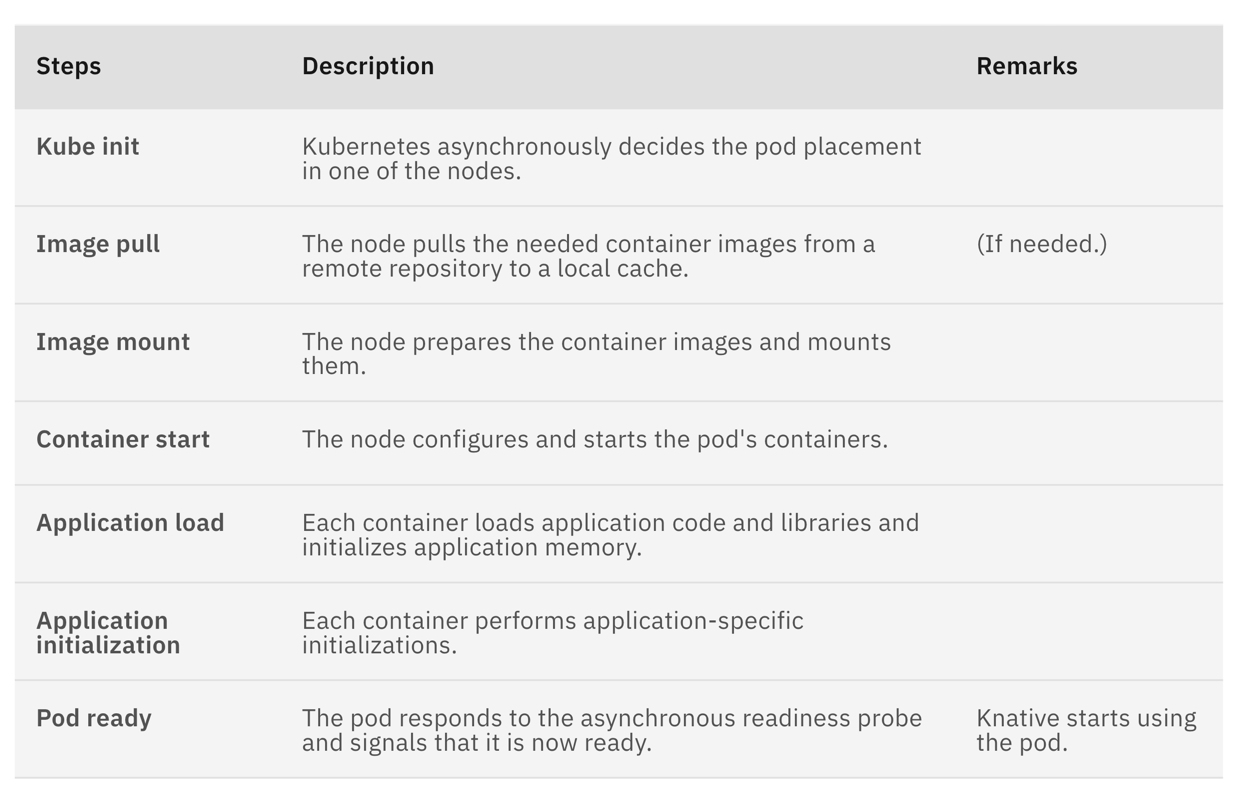 Steps Description Remarks
Kube init Kubernetes asynchronously decides the pod placement
in one of the nodes.
Image pull The node pulls the needed container images from a (If needed.)
remote repository to a local cache.
Image mount The node prepares the container images and mounts
them.
Container start The node configures and starts the pod's containers.
Application load Each container loads application code and libraries and
initializes application memory.
Application Each container performs application-specific
initialization initializations.
Pod ready The pod responds to the asynchronous readiness probe Knative starts using
and signals that it is now ready. the pod.